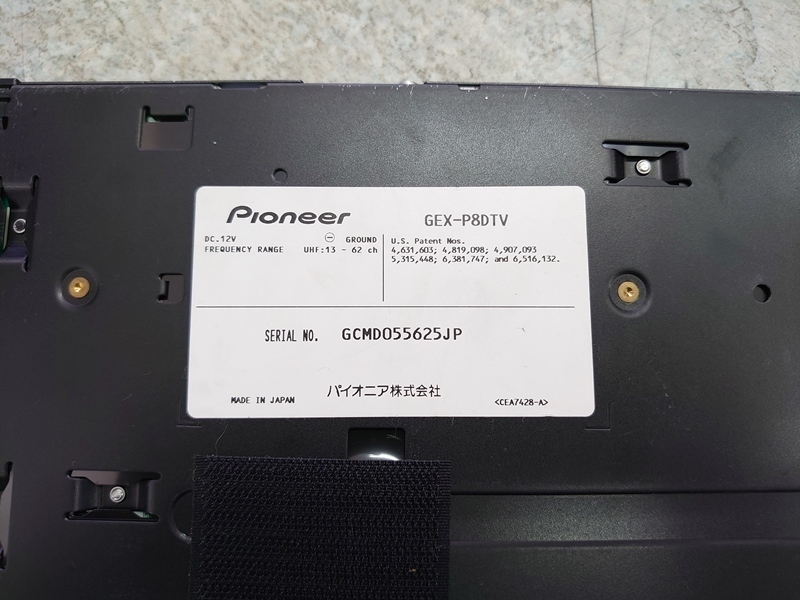 Pioneer GEX-P8DTV
DC.12V ⊖ GROUND
FREQUENCY RANGE UHF:13 - 62 ch
U.S. Patent Nos.
4,631,603; 4,819,098; 4,907,093
5,315,448; 6,381,747; and 6,516,132.
SERIAL NO. GCMD055625JP
パイオニア株式会社
MADE IN JAPAN <CEA7428-A>